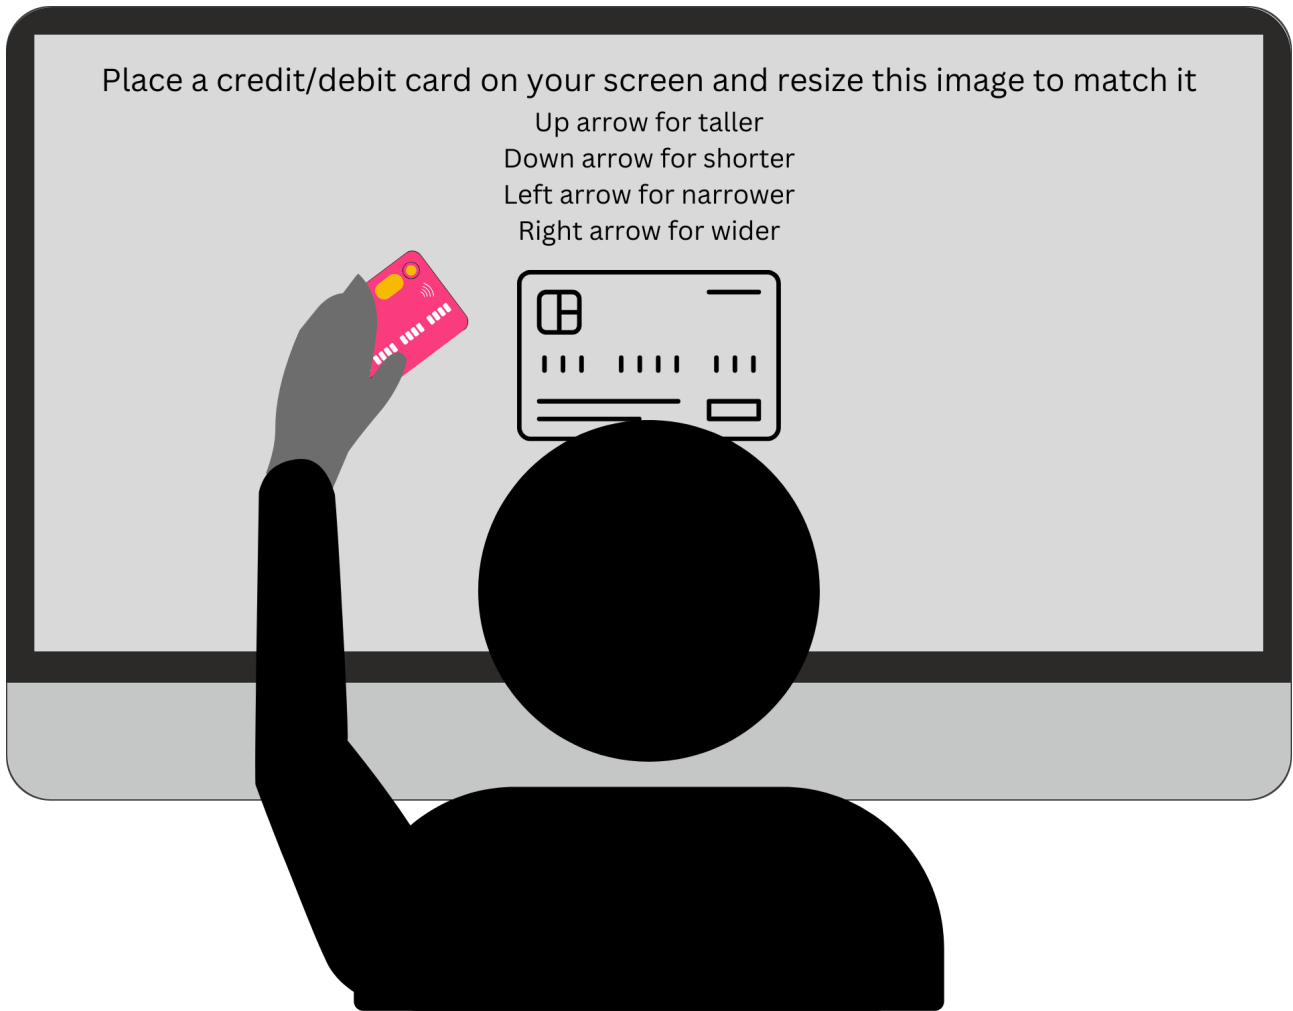 Place a credit/debit card on your screen and resize this image to match it
Up arrow for taller
Down arrow for shorter
Left arrow for narrower
Right arrow for wider